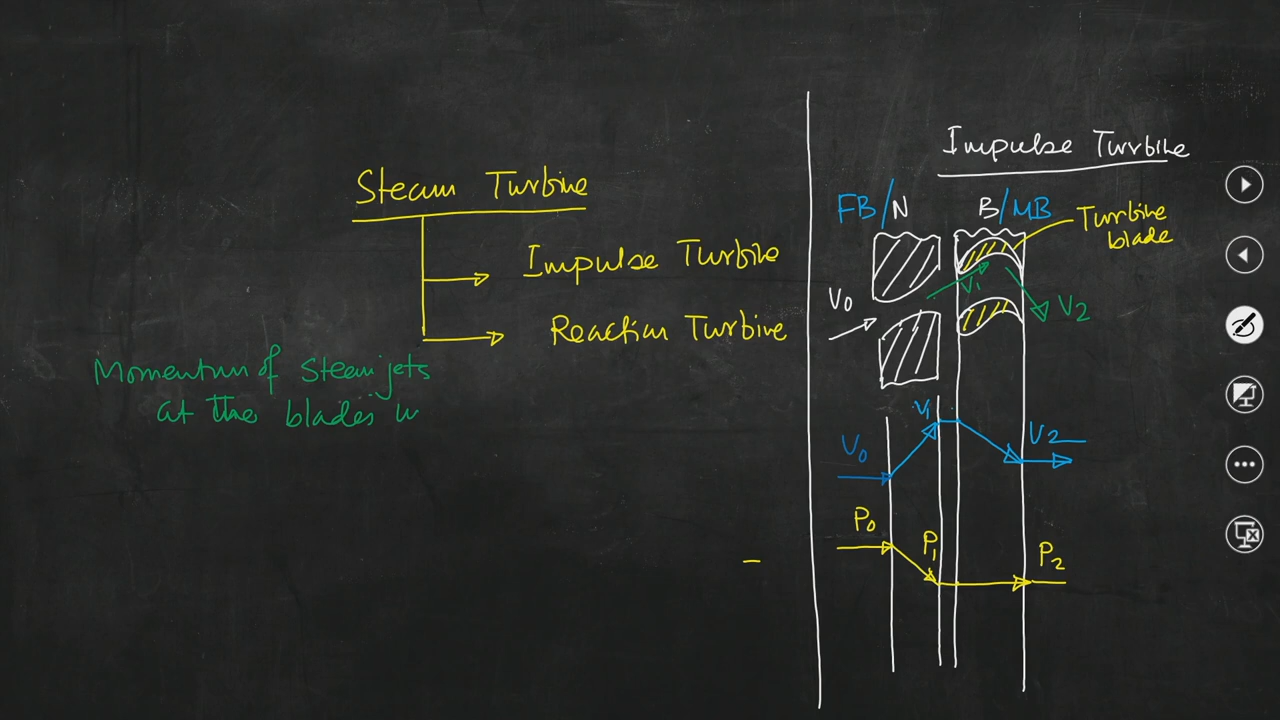 Steam Turbine
Impulse Turbine
Reaction Turbine
Momentum of Steam jets
at the blades w
Impulse Turbine
FB/N
B/MB
Turbine
blade
V0
V1
V2
V0
V1
V2
P0
P1
P2